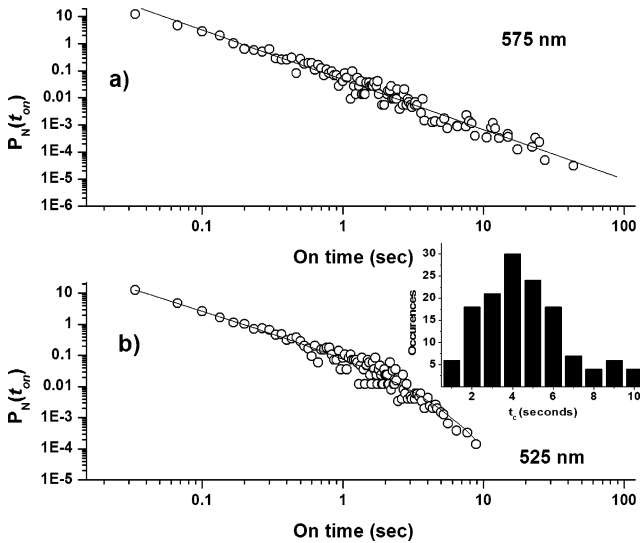 10
1
0.1
0.01
1E-3
1E-4
1E-5
1E-6
P_N(t_on)
a)
575 nm
0.1
1
10
100
On time (sec)
10
1
0.1
0.01
1E-3
1E-4
1E-5
P_N(t_on)
b)
525 nm
0.1
1
10
100
On time (sec)
30
25
20
15
10
5
Occurences
2
4
6
8
10
t_c (seconds)